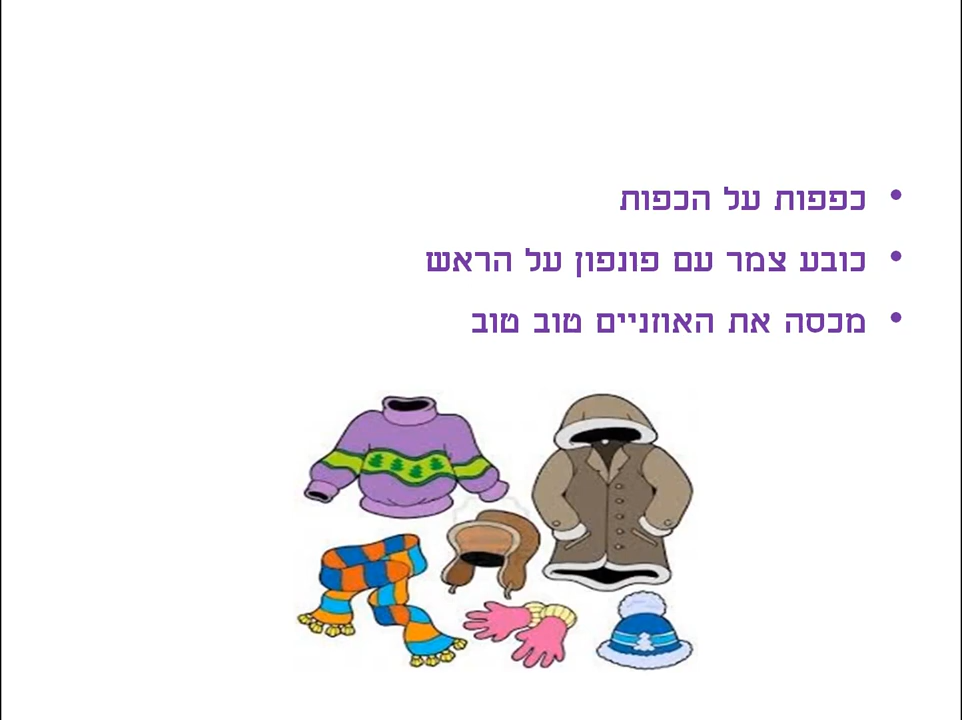 • כפפות על הכפות
• כובע צמר עם פונפון על הראש
• מכסה את האוזניים טוב טוב